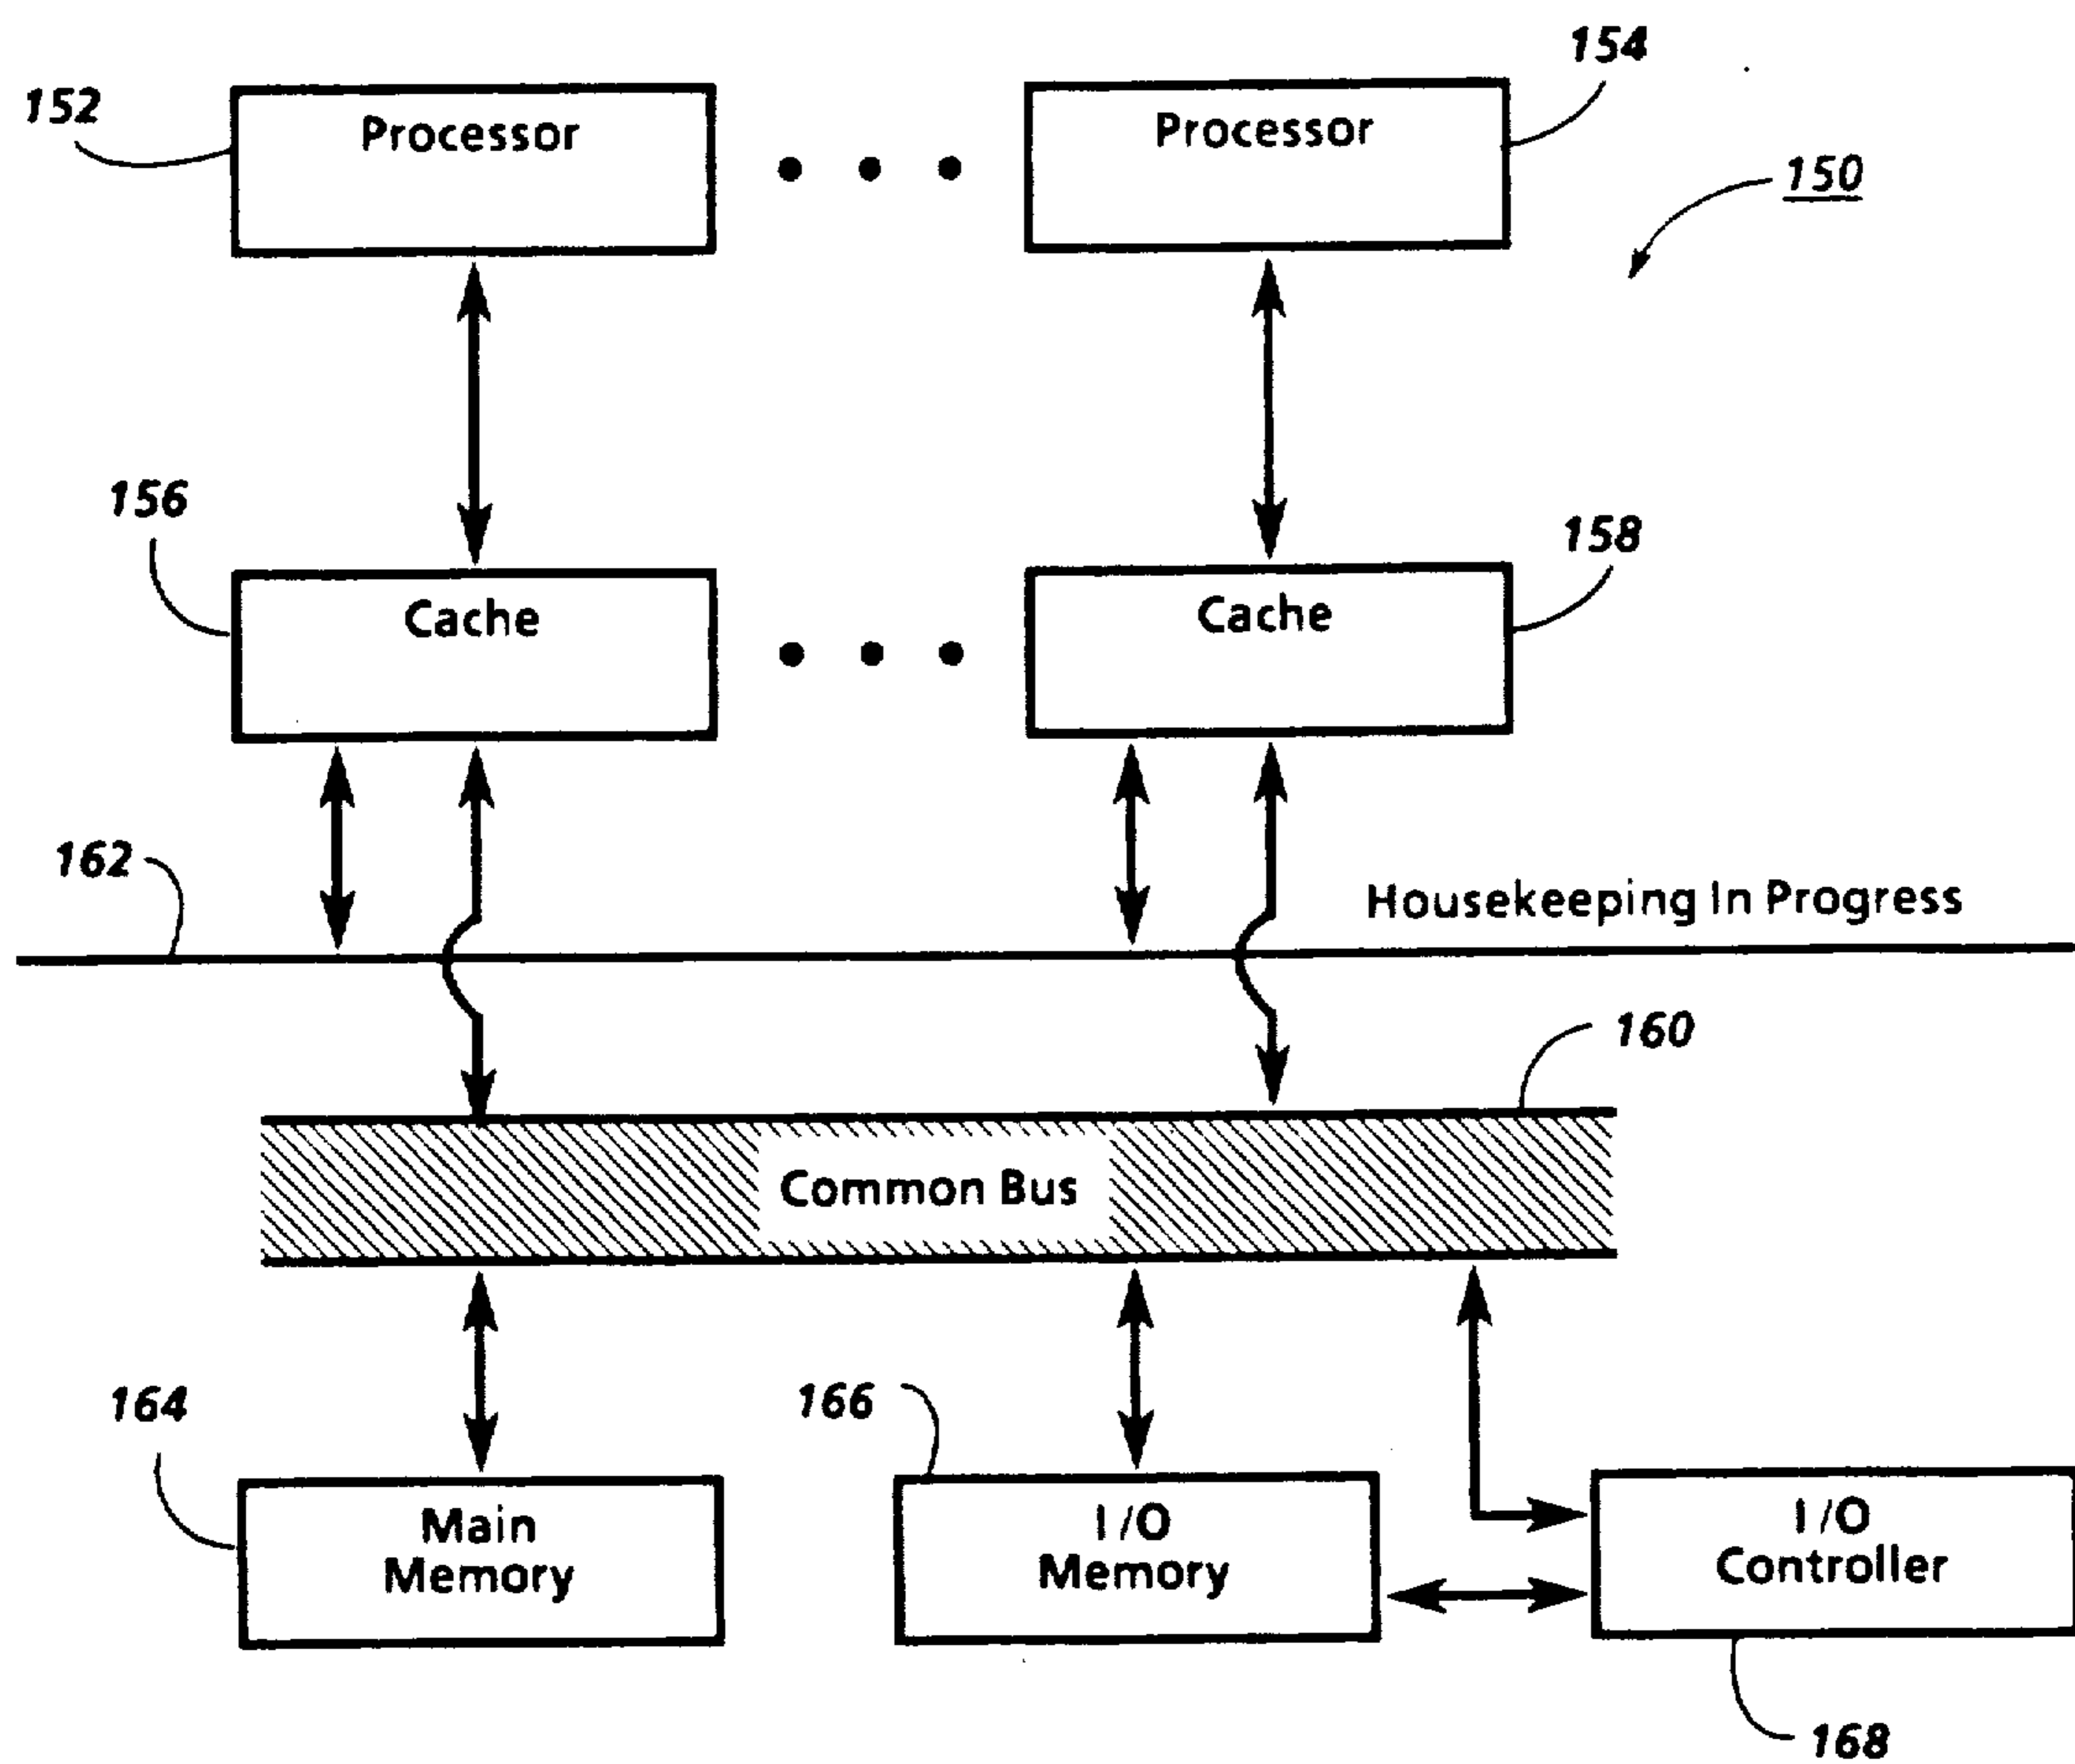 154
152
Processor
Processor
150
156
158
Cache
Cache
162
Housekeeping In Progress
160
Common Bus
164
166
Main
Memory
I/O
Memory
I/O
Controller
168